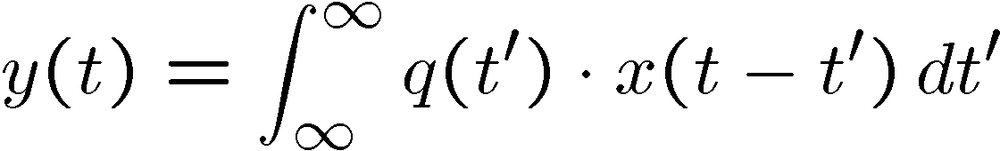 y(t) = ∫_∞^∞ q(t′) · x(t − t′) dt′